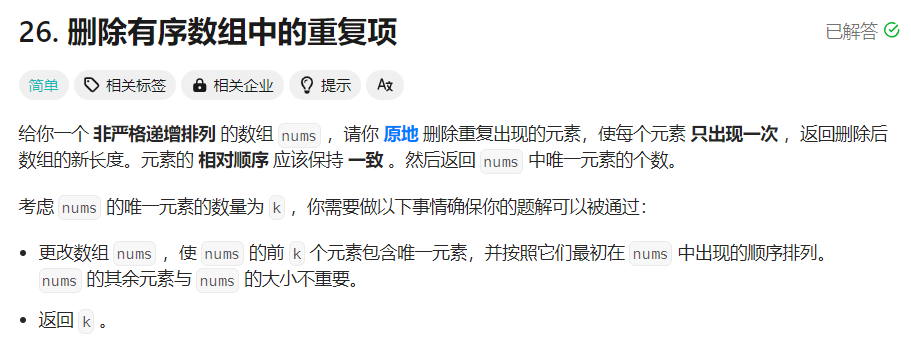 26. 删除有序数组中的重复项
已解答
简单 相关标签 相关企业 提示 Aあ
给你一个 非严格递增排列 的数组 nums ，请你 原地 删除重复出现的元素，使每个元素 只出现一次 ，返回删除后
数组的新长度。元素的 相对顺序 应该保持 一致 。然后返回 nums 中唯一元素的个数。
考虑 nums 的唯一元素的数量为 k ，你需要做以下事情确保你的题解可以被通过：
• 更改数组 nums ，使 nums 的前 k 个元素包含唯一元素，并按照它们最初在 nums 中出现的顺序排列。
nums 的其余元素与 nums 的大小不重要。
• 返回 k 。